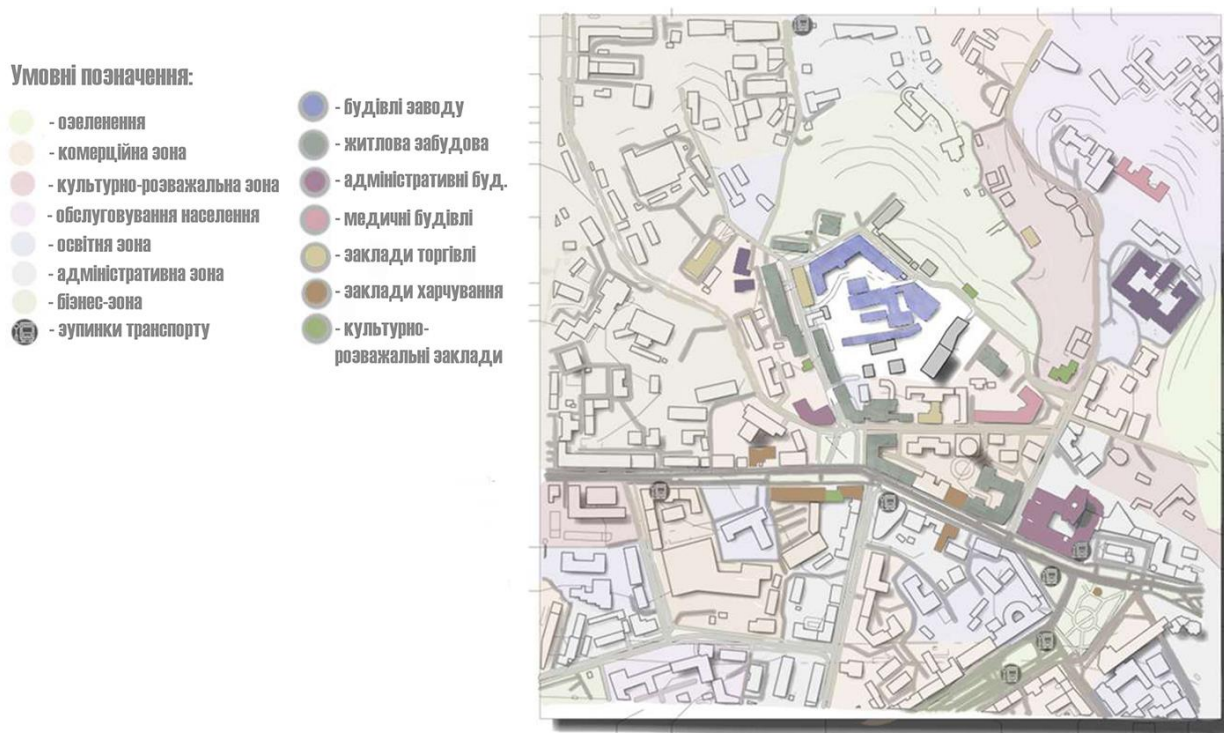 Умовні позначення:
- озеленення
- комерційна зона
- культурно-розважальна зона
- обслуговування населення
- освітня зона
- адміністративна зона
- бізнес-зона
- зупинки транспорту
- будівлі заводу
- житлова забудова
- адміністративні буд.
- медичні будівлі
- заклади торгівлі
- заклади харчування
- культурно-
розважальні заклади